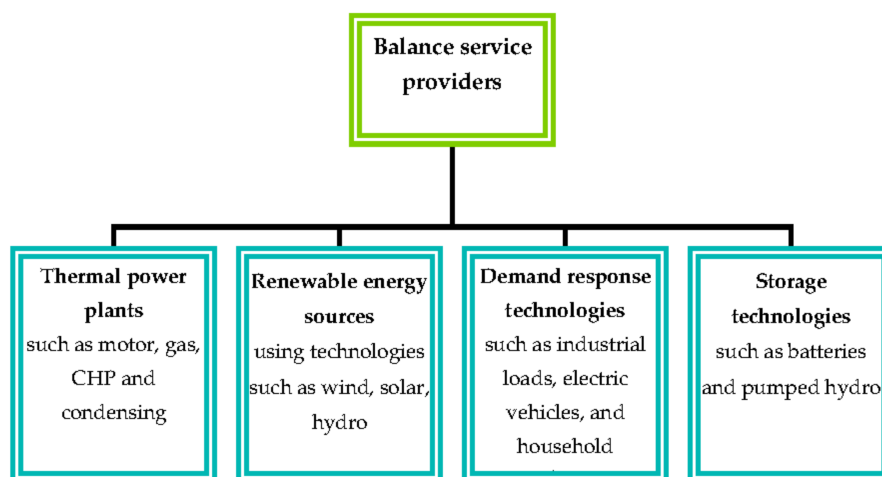 Balance service
providers
Thermal power
plants
such as motor, gas,
CHP and
condensing
Renewable energy
sources
using technologies
such as wind, solar,
hydro
Demand response
technologies
such as industrial
loads, electric
vehicles, and
household
Storage
technologies
such as batteries
and pumped hydro